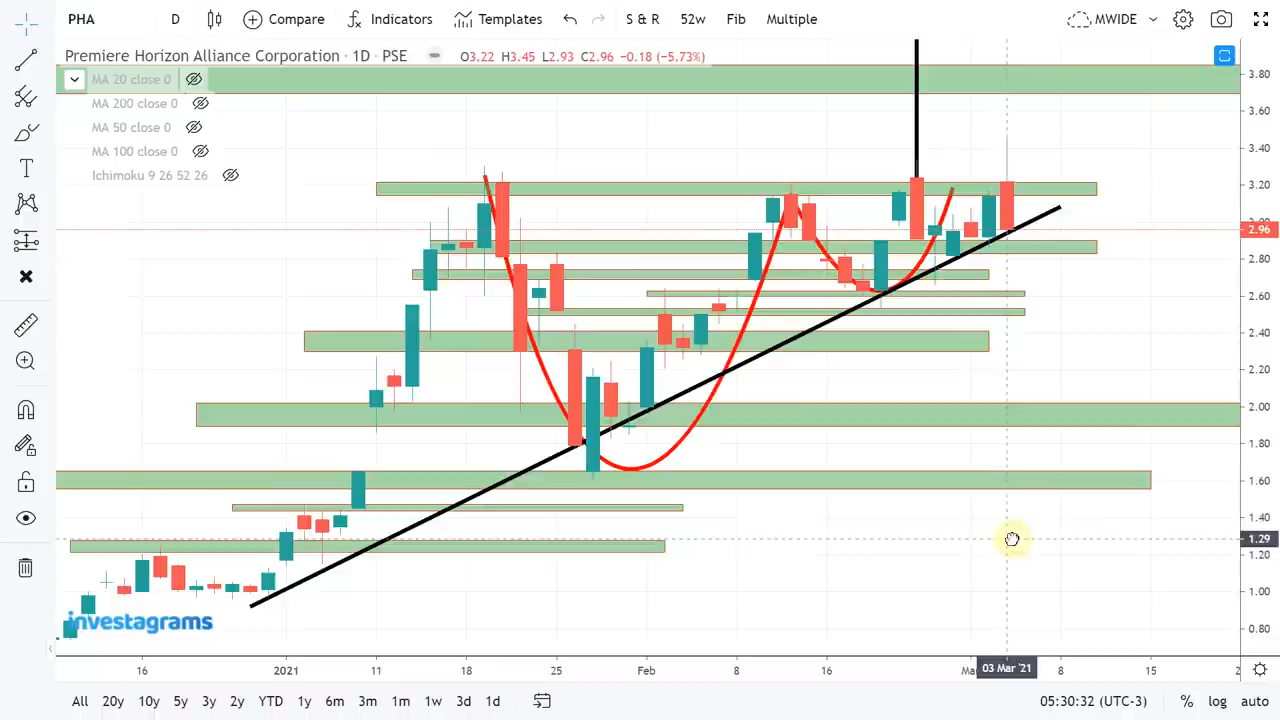 PHA D Compare Indicators Templates S & R 52w Fib Multiple MWIDE
Premiere Horizon Alliance Corporation · 1D · PSE O3.22 H3.45 L2.93 C2.96 −0.18 (−5.73%)
MA 20 close 0
MA 200 close 0
MA 50 close 0
MA 100 close 0
Ichimoku 9 26 52 26
3.80
3.60
3.40
3.20
2.96
2.80
2.60
2.40
2.20
2.00
1.80
1.60
1.40
1.29
1.20
1.00
0.80
investagrams
16 2021 11 18 25 Feb 8 16 03 Mar '21 8 15
All 20y 10y 5y 3y 2y YTD 1y 6m 3m 1m 1w 3d 1d 05:30:32 (UTC-3) % log auto